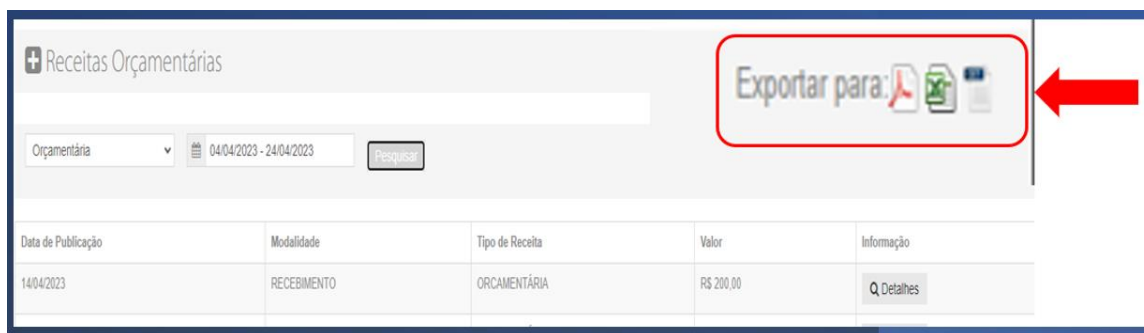 Receitas Orçamentárias
Exportar para:
Orçamentária
04/04/2023 - 24/04/2023
Pesquisar
Data de Publicação Modalidade Tipo de Receita Valor Informação
14/04/2023 RECEBIMENTO ORCAMENTÁRIA R$ 200,00 Detalhes